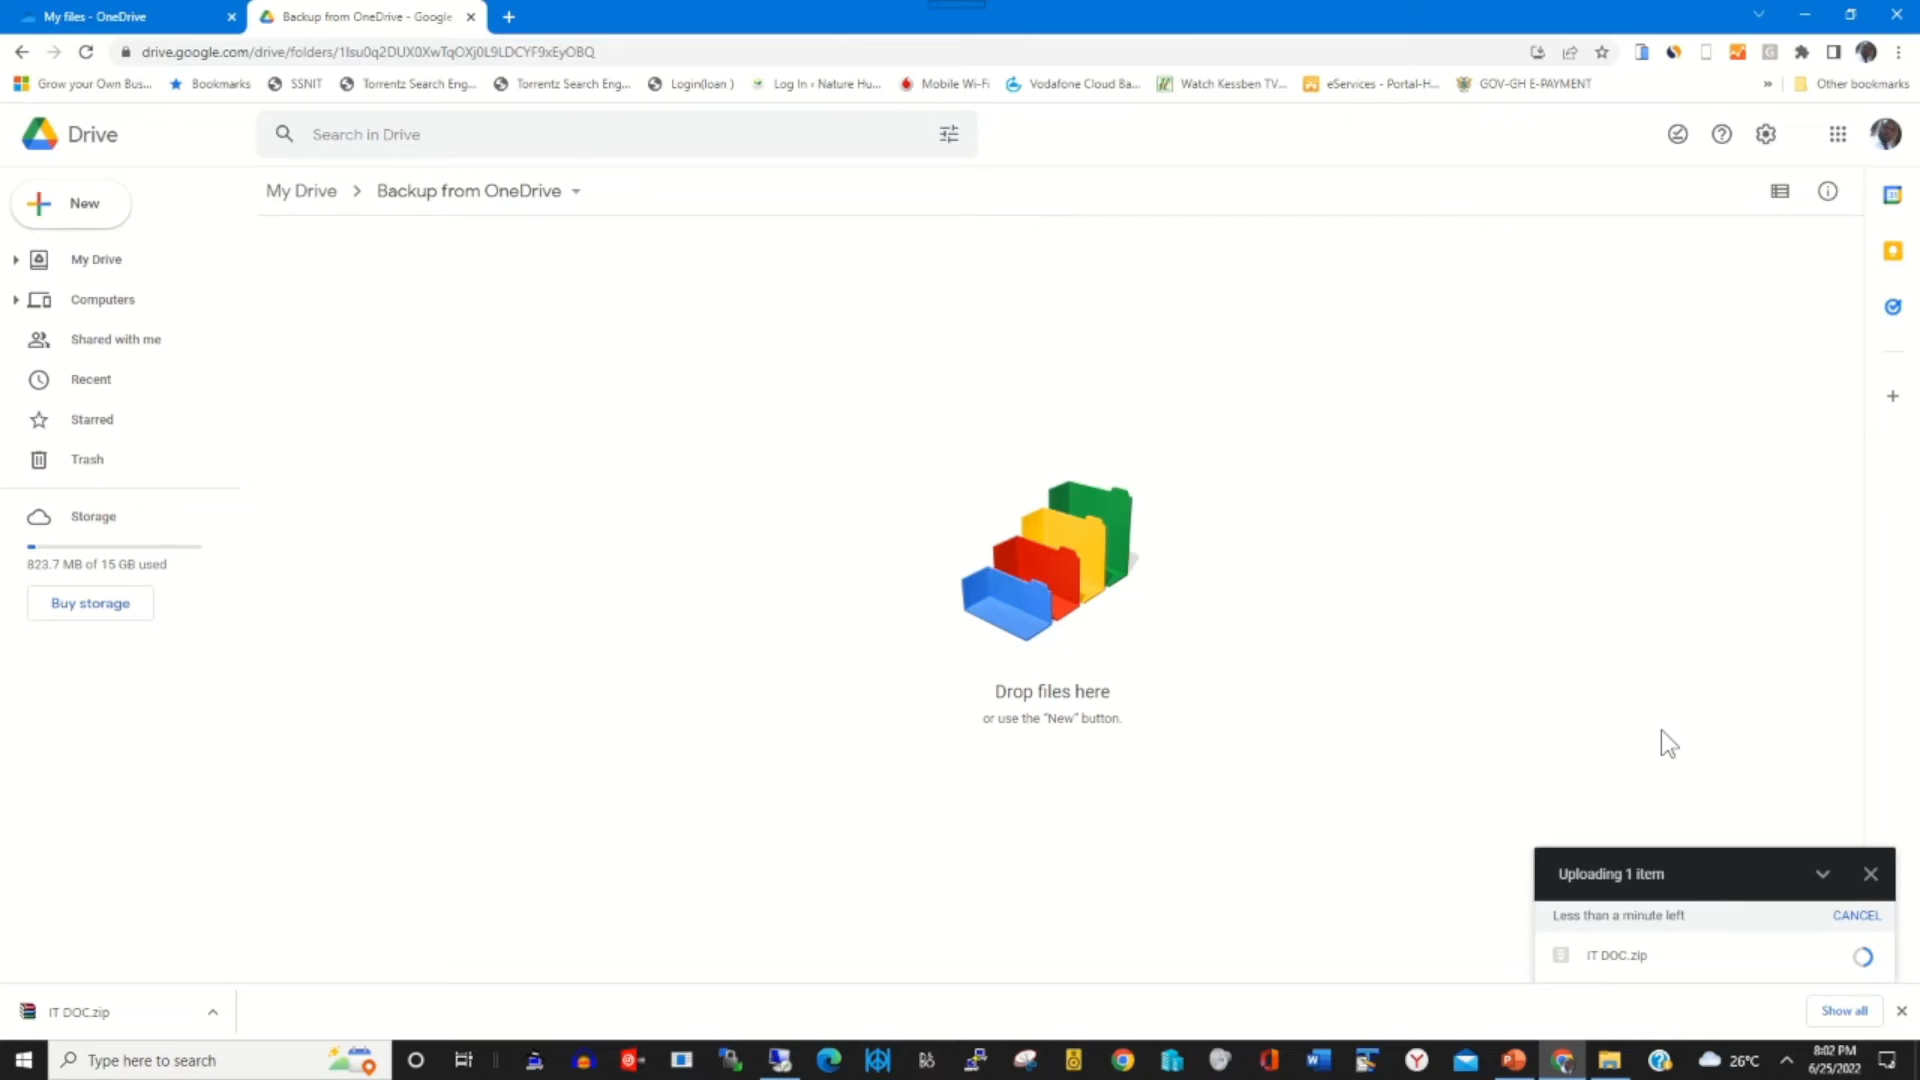 My files - OneDrive
Backup from OneDrive - Google
drive.google.com/drive/folders/1Isu0q2DUX0XwTqOXj0L9LDCYF9xEyOBQ
Grow your Own Bus...
Bookmarks
SSNIT
Torrentz Search Eng...
Torrentz Search Eng...
Login(loan )
Log In ‹ Nature Hu...
Mobile Wi-Fi
Vodafone Cloud Ba...
Watch Kessben TV...
eServices - Portal-H...
GOV-GH E-PAYMENT
»
Other bookmarks
Drive
Search in Drive
New
My Drive > Backup from OneDrive
My Drive
Computers
Shared with me
Recent
Starred
Trash
Storage
823.7 MB of 15 GB used
Buy storage
Drop files here
or use the "New" button.
Uploading 1 item
Less than a minute left
CANCEL
IT DOC.zip
IT DOC.zip
Show all
Type here to search
26°C
8:02 PM
6/25/2022